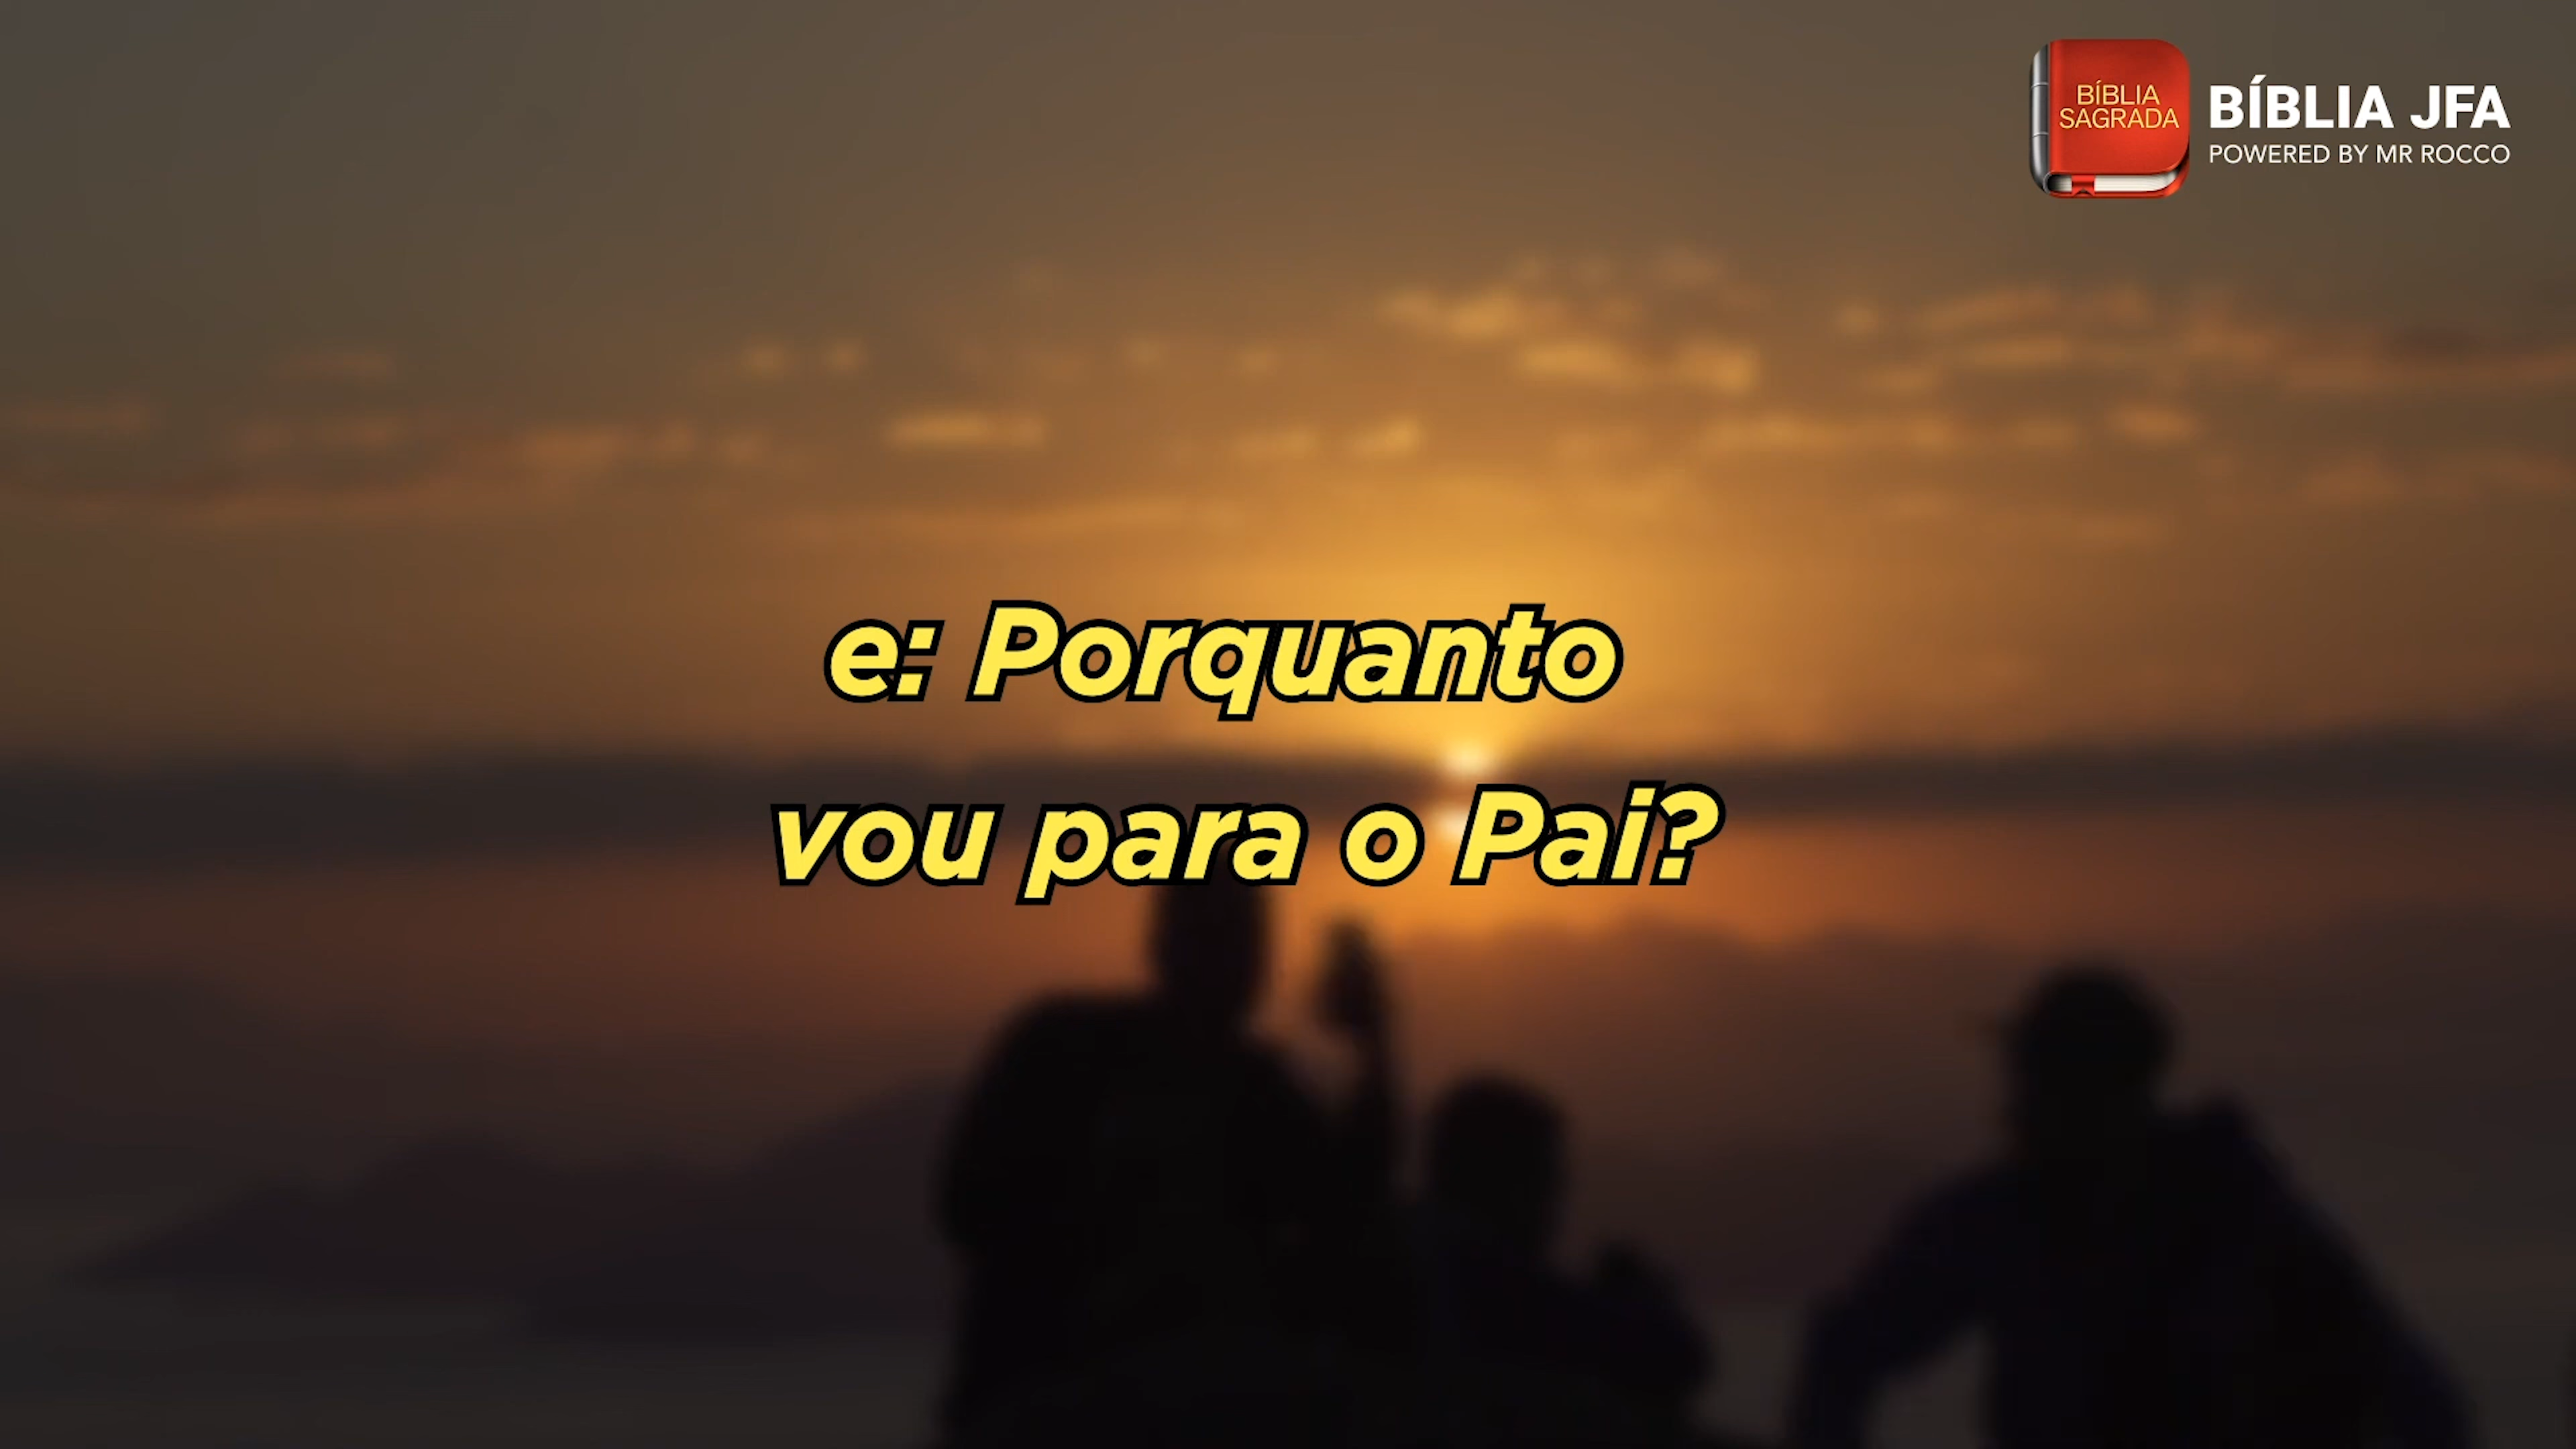 BÍBLIA
SAGRADA
BÍBLIA JFA
POWERED BY MR ROCCO
e: Porquanto
vou para o Pai?